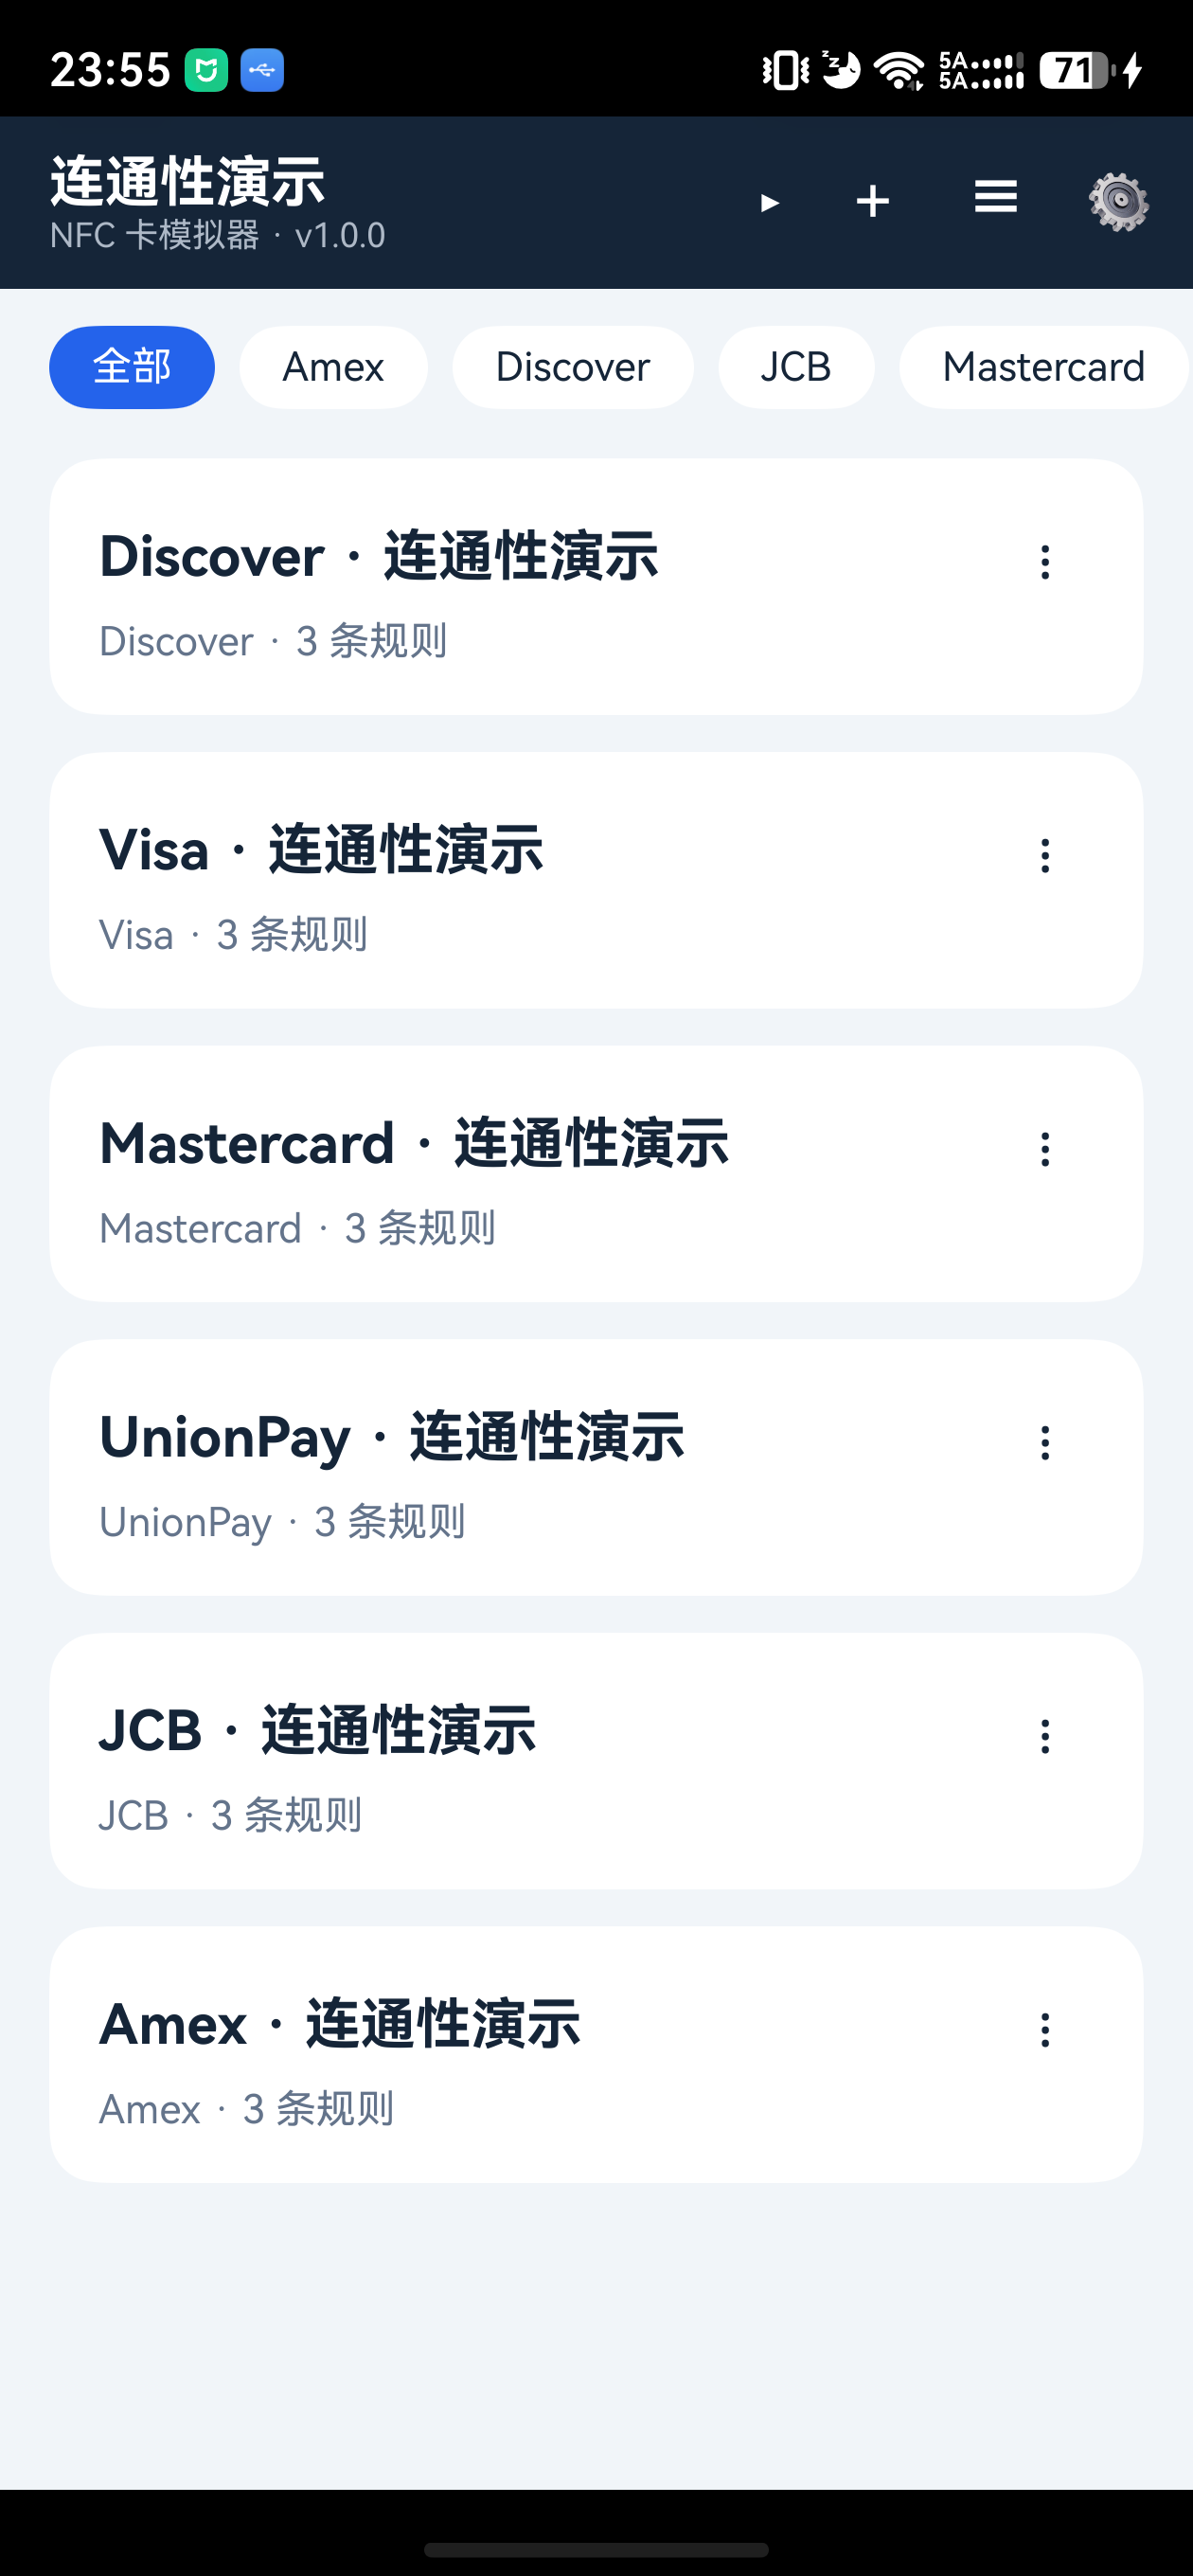 23:55
5A
5A
71
连通性演示
NFC 卡模拟器 · v1.0.0
全部 Amex Discover JCB Mastercard
Discover · 连通性演示
Discover · 3 条规则
Visa · 连通性演示
Visa · 3 条规则
Mastercard · 连通性演示
Mastercard · 3 条规则
UnionPay · 连通性演示
UnionPay · 3 条规则
JCB · 连通性演示
JCB · 3 条规则
Amex · 连通性演示
Amex · 3 条规则